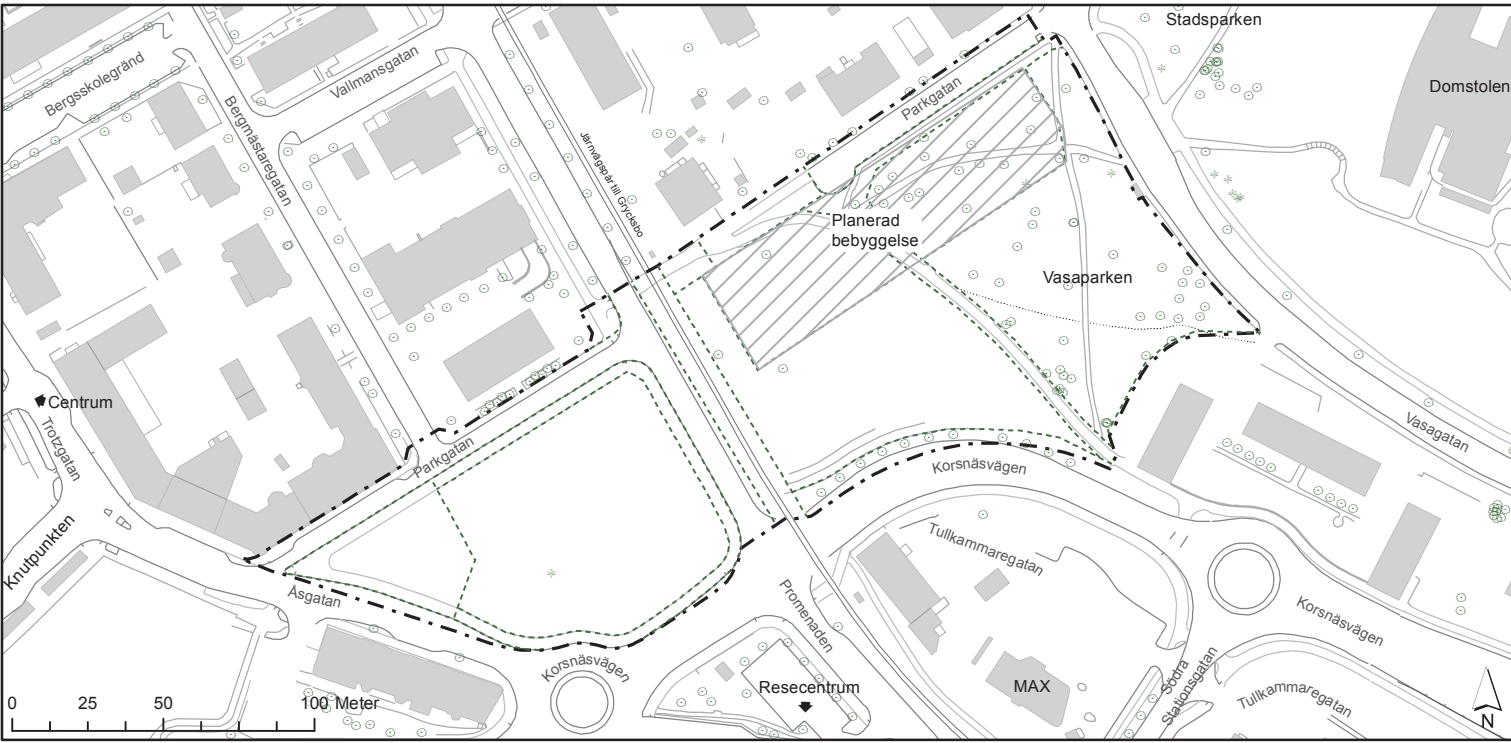 Stadsparken
Domstolen
Bergsskolegränd
Vallmansgatan
Bergmästaregatan
Järnvägspår till Grycksbo
Parkgatan
Planerad
bebyggelse
Vasaparken
Centrum
Trotzgatan
Parkgatan
Knutpunkten
Åsgatan
Korsnäsvägen
Vasagatan
Tullkammaregatan
Promenaden
Korsnäsvägen
Korsnäsvägen
Resecentrum
MAX
Södra
Stationsgatan
Tullkammaregatan
0 25 50 100 Meter
N